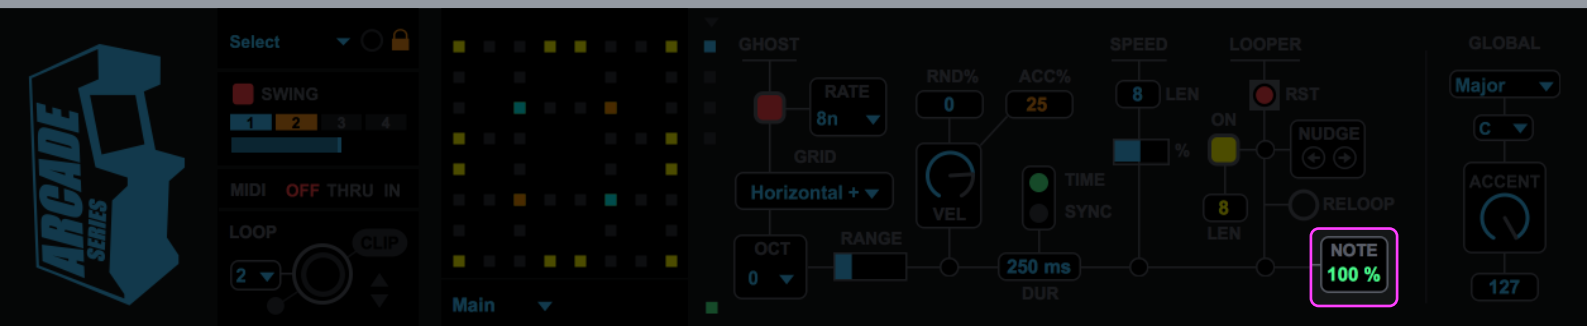 ARCADE
SERIES
Select
SWING
1 2 3 4
MIDI OFF THRU IN
LOOP
CLIP
2
Main
GHOST
RATE
8n
GRID
Horizontal +
OCT
0
RANGE
RND%
0
ACC%
25
VEL
TIME
SYNC
250 ms
DUR
SPEED
8 LEN
%
LOOPER
RST
ON
NUDGE
8
LEN
RELOOP
NOTE
100 %
GLOBAL
Major
C
ACCENT
127